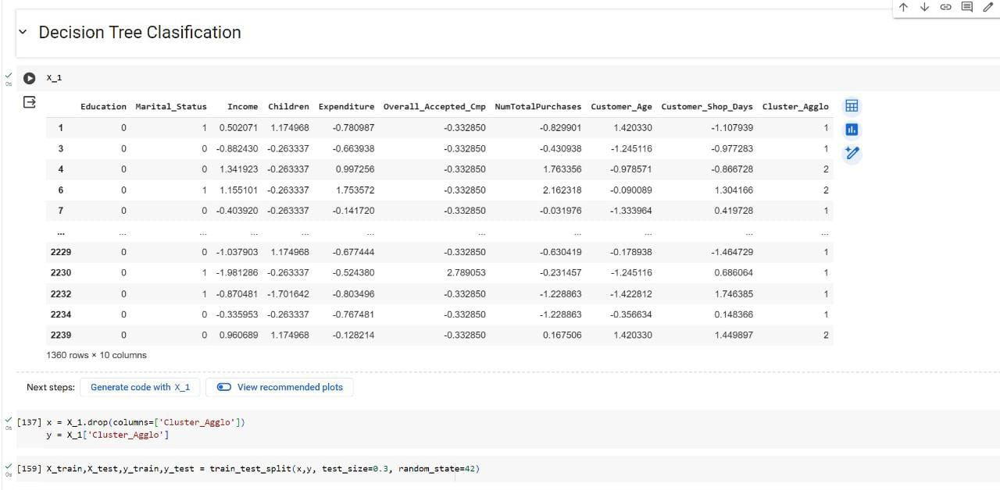 Decision Tree Clasification
0s
X_1
Education Marital_Status Income Children Expenditure Overall_Accepted_Cmp NumTotalPurchases Customer_Age Customer_Shop_Days Cluster_Agglo
1 0 1 0.502071 1.174968 -0.780987 -0.332850 -0.829901 1.420330 -1.107939 1
3 0 0 -0.882430 -0.263337 -0.663938 -0.332850 -0.430938 -1.245116 -0.977283 1
4 0 0 1.341923 -0.263337 0.997256 -0.332850 1.763356 -0.978571 -0.866728 2
6 0 1 1.155101 -0.263337 1.753572 -0.332850 2.162318 -0.090089 1.304166 2
7 0 0 -0.403920 -0.263337 -0.141720 -0.332850 -0.031976 -1.333964 0.419728 1
... ... ... ... ... ... ... ... ... ... ...
2229 0 0 -1.037903 1.174968 -0.677444 -0.332850 -0.630419 -0.178938 -1.464729 1
2230 0 1 -1.981286 -0.263337 -0.524380 2.789053 -0.231457 -1.245116 0.686064 1
2232 0 1 -0.870481 -1.701642 -0.803496 -0.332850 -1.228863 -1.422812 1.746385 1
2234 0 0 -0.335953 -0.263337 -0.767481 -0.332850 -1.228863 -0.356634 0.148366 1
2239 0 0 0.960689 1.174968 -0.128214 -0.332850 0.167506 1.420330 1.449897 2
1360 rows × 10 columns
Next steps: Generate code with X_1 View recommended plots
0s
[137] x = X_1.drop(columns=['Cluster_Agglo'])
y = X_1['Cluster_Agglo']
0s
[159] X_train,X_test,y_train,y_test = train_test_split(x,y, test_size=0.3, random_state=42)